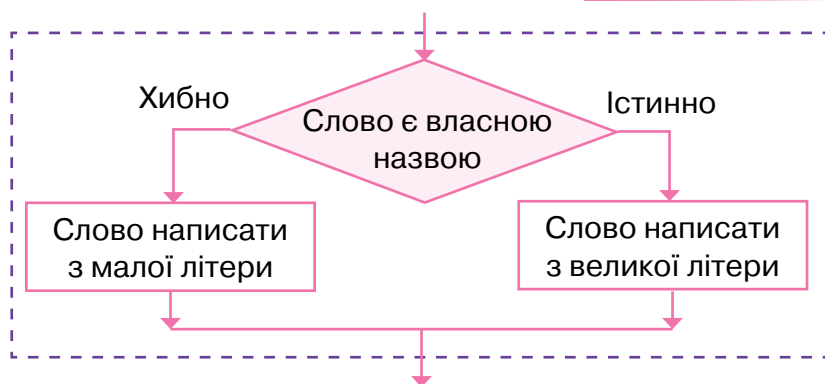 Хибно
Істинно
Слово є власною
назвою
Слово написати
з малої літери
Слово написати
з великої літери